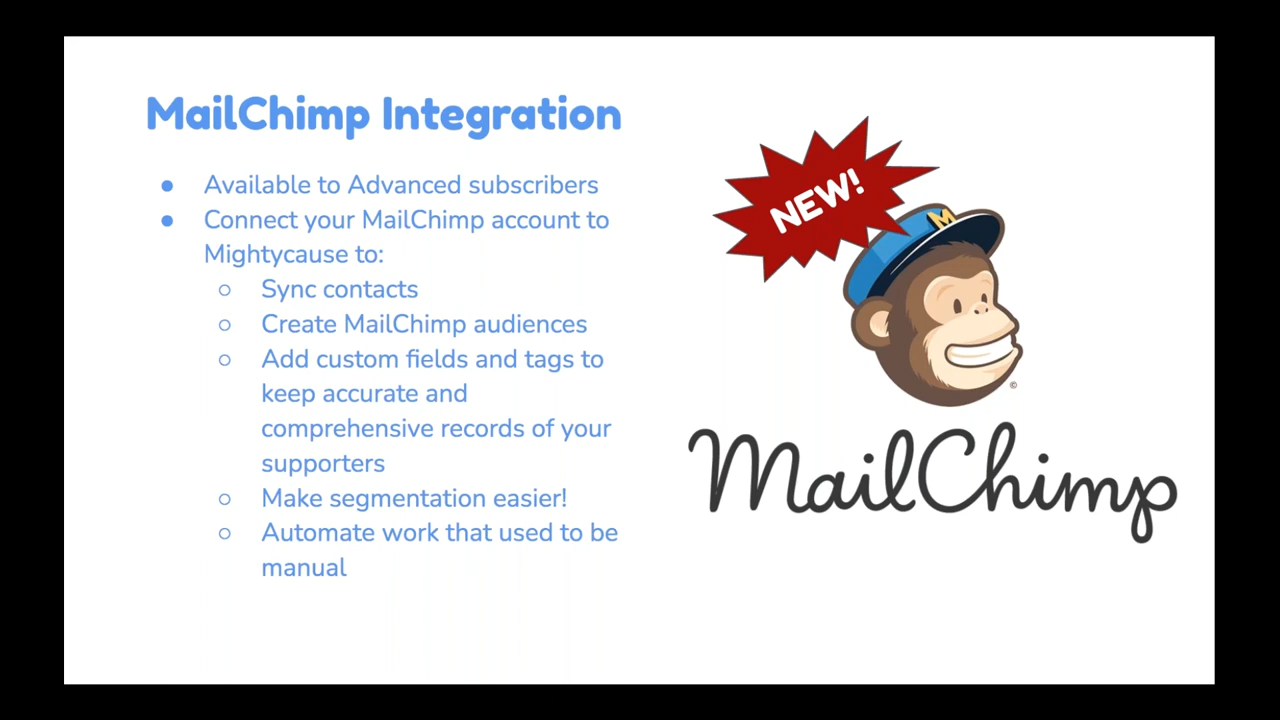 MailChimp Integration
● Available to Advanced subscribers
● Connect your MailChimp account to
Mightycause to:
○ Sync contacts
○ Create MailChimp audiences
○ Add custom fields and tags to
keep accurate and
comprehensive records of your
supporters
○ Make segmentation easier!
○ Automate work that used to be
manual
NEW!
M
©
MailChimp